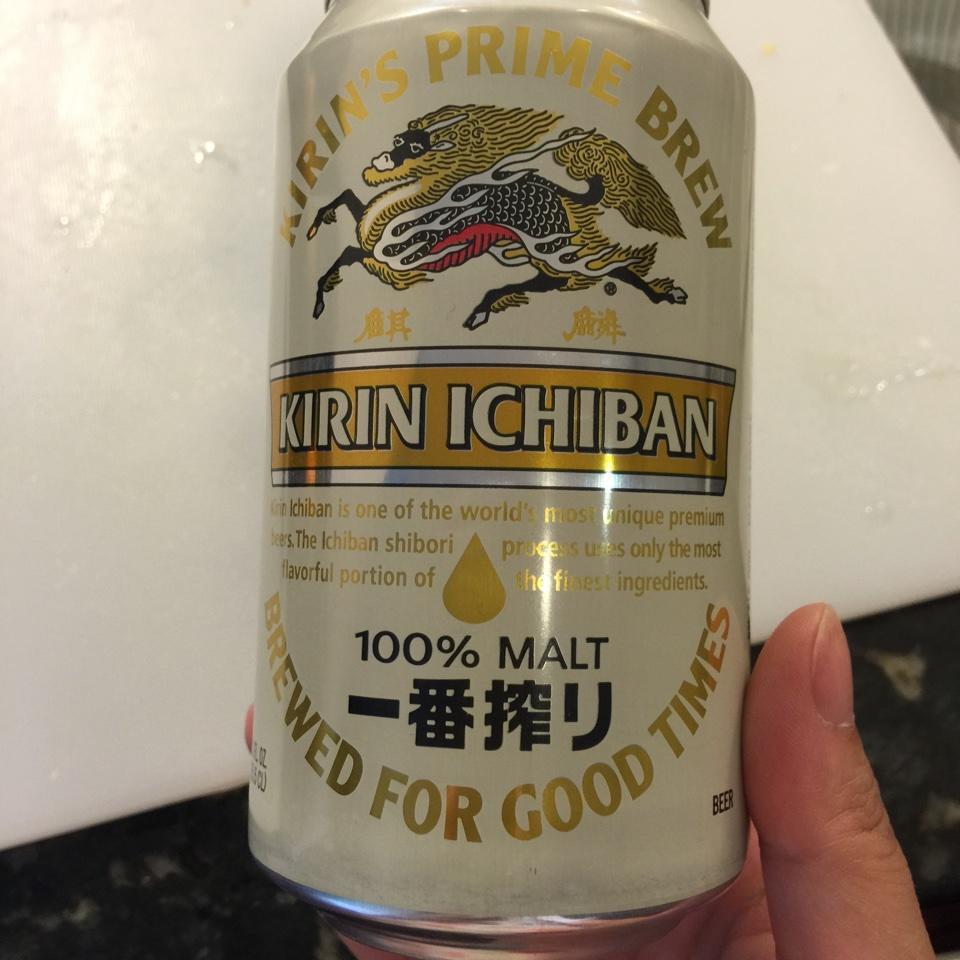 KIRIN'S PRIME BREW
®
麒 麟
KIRIN ICHIBAN
Kirin Ichiban is one of the world's most unique premium
beers. The Ichiban shibori process uses only the most
flavorful portion of the finest ingredients.
100% MALT
一番搾り
BREWED FOR GOOD TIMES
FL. OZ.
BEER